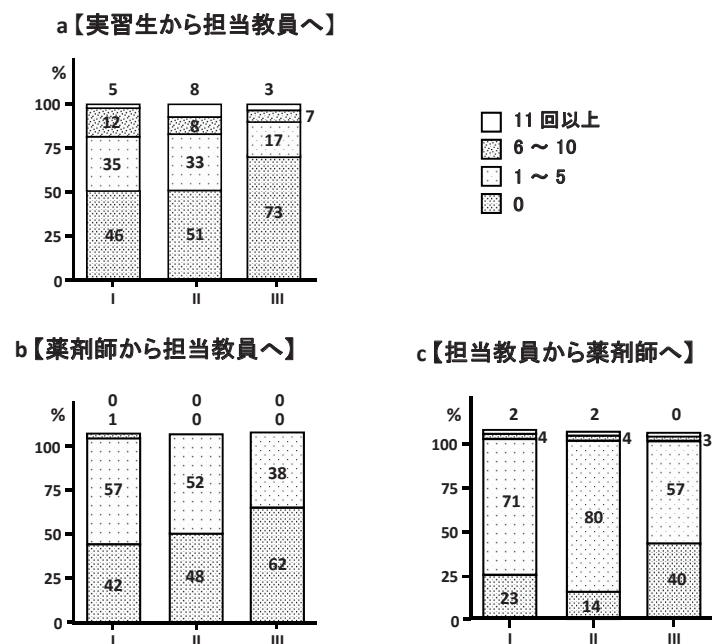 a【実習生から担当教員へ】
%
5 8 3
100
12 8 7
75
35 33 17
50
46 51 73
25
0
I II III
11 回以上
6 ～ 10
1 ～ 5
0
b【薬剤師から担当教員へ】
%
0 0 0
1 0 0
100
57 52 38
75
50
42 48 62
25
0
I II III
c【担当教員から薬剤師へ】
%
2 2 0
100
4 4 3
71 80 57
75
50
23 14 40
25
0
I II III